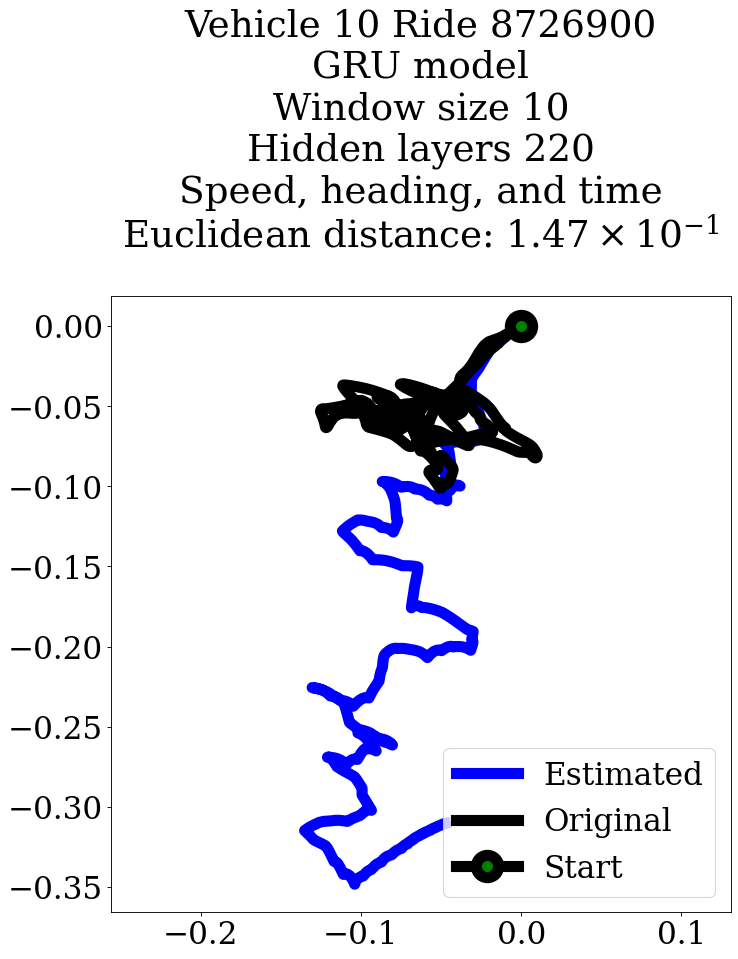 Vehicle 10 Ride 8726900
GRU model
Window size 10
Hidden layers 220
Speed, heading, and time
Euclidean distance: 1.47 × 10⁻¹
0.00
−0.05
−0.10
−0.15
−0.20
−0.25
−0.30
−0.35
Estimated
Original
Start
−0.2 −0.1 0.0 0.1